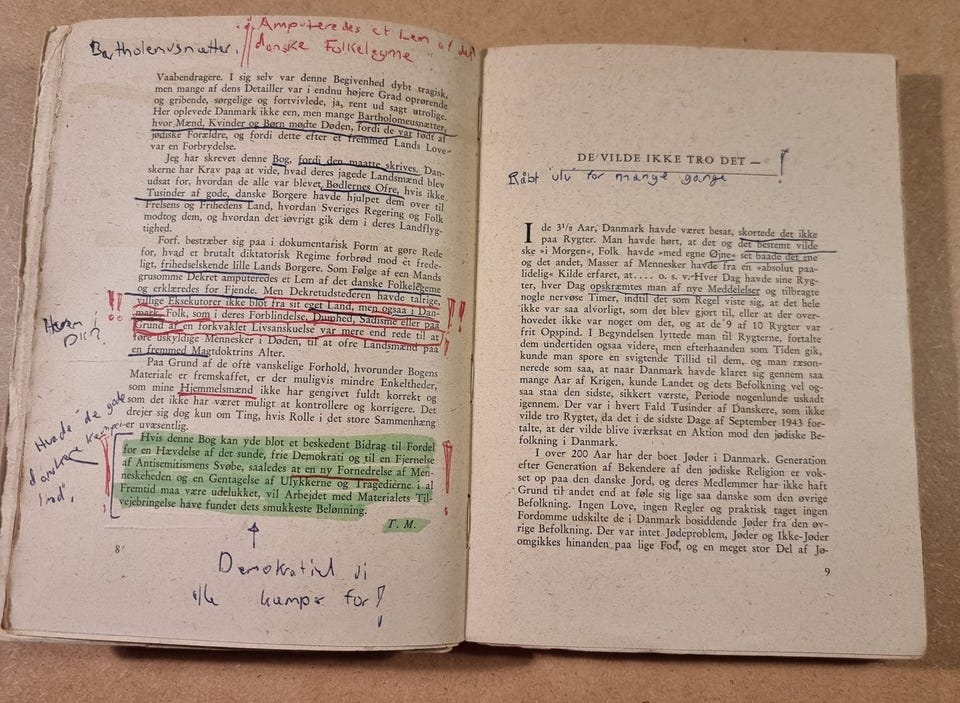 Bartholemusnætter.
Amputeredes et Lem af det
danske Folkelegme
Vaabendragere. I sig selv var denne Begivenhed dybt tragisk,
men mange af dens Detailler var i endnu højere Grad oprørende
og gribende, sørgelige og fortvivlede, ja, rent ud sagt utrolige.
Her oplevede Danmark ikke een, men mange Bartholomeusnætter,
hvor Mænd, Kvinder og Børn mødte Døden, fordi de var født af
jødiske Forældre, og fordi dette efter et fremmed Lands Love
var en Forbrydelse.
Jeg har skrevet denne Bog, fordi den maatte skrives. Dan-
skerne har Krav paa at vide, hvad deres jagede Landsmænd blev
udsat for, hvordan de alle var blevet Bødlernes Ofre, hvis ikke
Tusinder af gode, danske Borgere havde hjulpet dem over til
Frelsens og Frihedens Land, hvordan Sveriges Regering og Folk
modtog dem, og hvordan det iøvrigt gik dem i deres Landflyg-
tighed.
Forf. bestræber sig paa i dokumentarisk Form at gøre Rede
for, hvad et brutalt diktatorisk Regime forbrød mod et frede-
ligt, frihedselskende lille Lands Borgere. Som Følge af een Mands
grusomme Dekret amputeredes et Lem af det danske Folkelegeme
og erklæredes for Fjende. Men Dekretudstederen havde talrige,
villige Eksekutorer ikke blot fra sit eget Land, men ogsaa i Dan-
mark, Folk, som i deres Forblindelse, Dumhed, Sadisme eller paa
Grund af en forkvaklet Livsanskuelse var mere end rede til at
føre uskyldige Mennesker i Døden, til at ofre Landsmænd paa
en fremmed Magtdoktrins Alter.
Paa Grund af de ofte vanskelige Forhold, hvorunder Bogens
Materiale er fremskaffet, er der muligvis mindre Enkeltheder,
som mine Hjemmelsmænd ikke har gengivet fuldt korrekt og
som det ikke har været muligt at kontrollere og korrigere. Det
drejer sig dog kun om Ting, hvis Rolle i det store Sammenhæng
er uvæsentlig.
Hvis denne Bog kan yde blot et beskedent Bidrag til Fordel
for en Hævdelse af det sunde, frie Demokrati og til en Fjernelse
af Antisemitismens Svøbe, saaledes at en ny Fornedrelse af Men-
neskeheden og en Gentagelse af Ulykkerne og Tragedierne i al
Fremtid maa være udelukket, vil Arbejdet med Materialets Til-
vejebringelse have fundet dets smukkeste Belønning.
T. M.
!!
!!
Hvade "de gode
danskere
Demokratiet vi
ik kæmper for!
8
DE VILDE IKKE TRO DET —
!
Råbt "ulv" for mange gange
I de 3½ Aar, Danmark havde været besat, skortede det ikke
paa Rygter. Man havde hørt, at det og det bestemt vilde
ske »i Morgen«, Folk havde »med egne Øjne« set baade det ene
og det andet, Masser af Mennesker havde fra en »absolut paa-
lidelig« Kilde erfaret, at.... o. s. v. Hver Dag havde sine Ryg-
ter, hver Dag opskræmtes man af nye Meddelelser og tilbragte
nogle nervøse Timer, indtil det som Regel viste sig, at det hele
ikke var saa alvorligt, som det blev gjort til, eller at der over-
hovedet ikke var noget om det, og at de 9 af 10 Rygter var
frit Opspind. I Begyndelsen lyttede man til Rygterne, fortalte
dem undertiden ogsaa videre, men efterhaanden som Tiden gik,
kunde man spore en svigtende Tillid til dem, og man ræson-
nerede som saa, at naar Danmark havde klaret sig gennem saa
mange Aar af Krigen, kunde Landet og dets Befolkning vel og-
saa staa den sidste, sikkert værste, Periode nogenlunde uskadt
igennem. Der var i hvert Fald Tusinder af Danskere, som ikke
vilde tro Rygtet, da det i de sidste Dage af September 1943 for-
talte, at der vilde blive iværksat en Aktion mod den jødiske Be-
folkning i Danmark.
I over 200 Aar har der boet Jøder i Danmark. Generation
efter Generation af Bekendere af den jødiske Religion er vok-
set op paa den danske Jord, og deres Medlemmer har ikke haft
Grund til andet end at føle sig lige saa danske som den øvrige
Befolkning. Ingen Love, ingen Regler og praktisk taget ingen
Fordomme udskilte de i Danmark bosiddende Jøder fra den øv-
rige Befolkning. Der var intet Jødeproblem, Jøder og Ikke-Jøder
omgikkes hinanden paa lige Fod, og en meget stor Del af Jø-
9